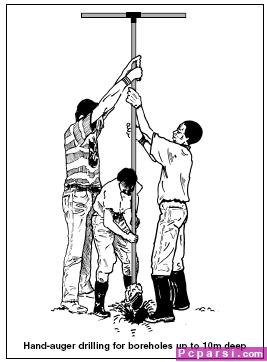 Hand-auger drilling for boreholes up to 10m deep
Pcparsi.com